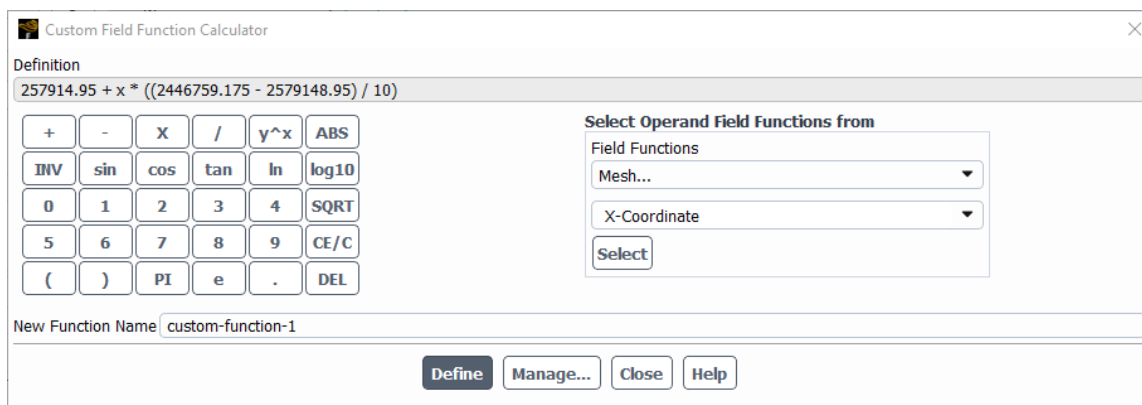 Custom Field Function Calculator
Definition
257914.95 + x * ((2446759.175 - 2579148.95) / 10)
+ - X / y^x ABS
INV sin cos tan ln log10
0 1 2 3 4 SQRT
5 6 7 8 9 CE/C
( ) PI e . DEL
Select Operand Field Functions from
Field Functions
Mesh...
X-Coordinate
Select
New Function Name custom-function-1
Define Manage... Close Help